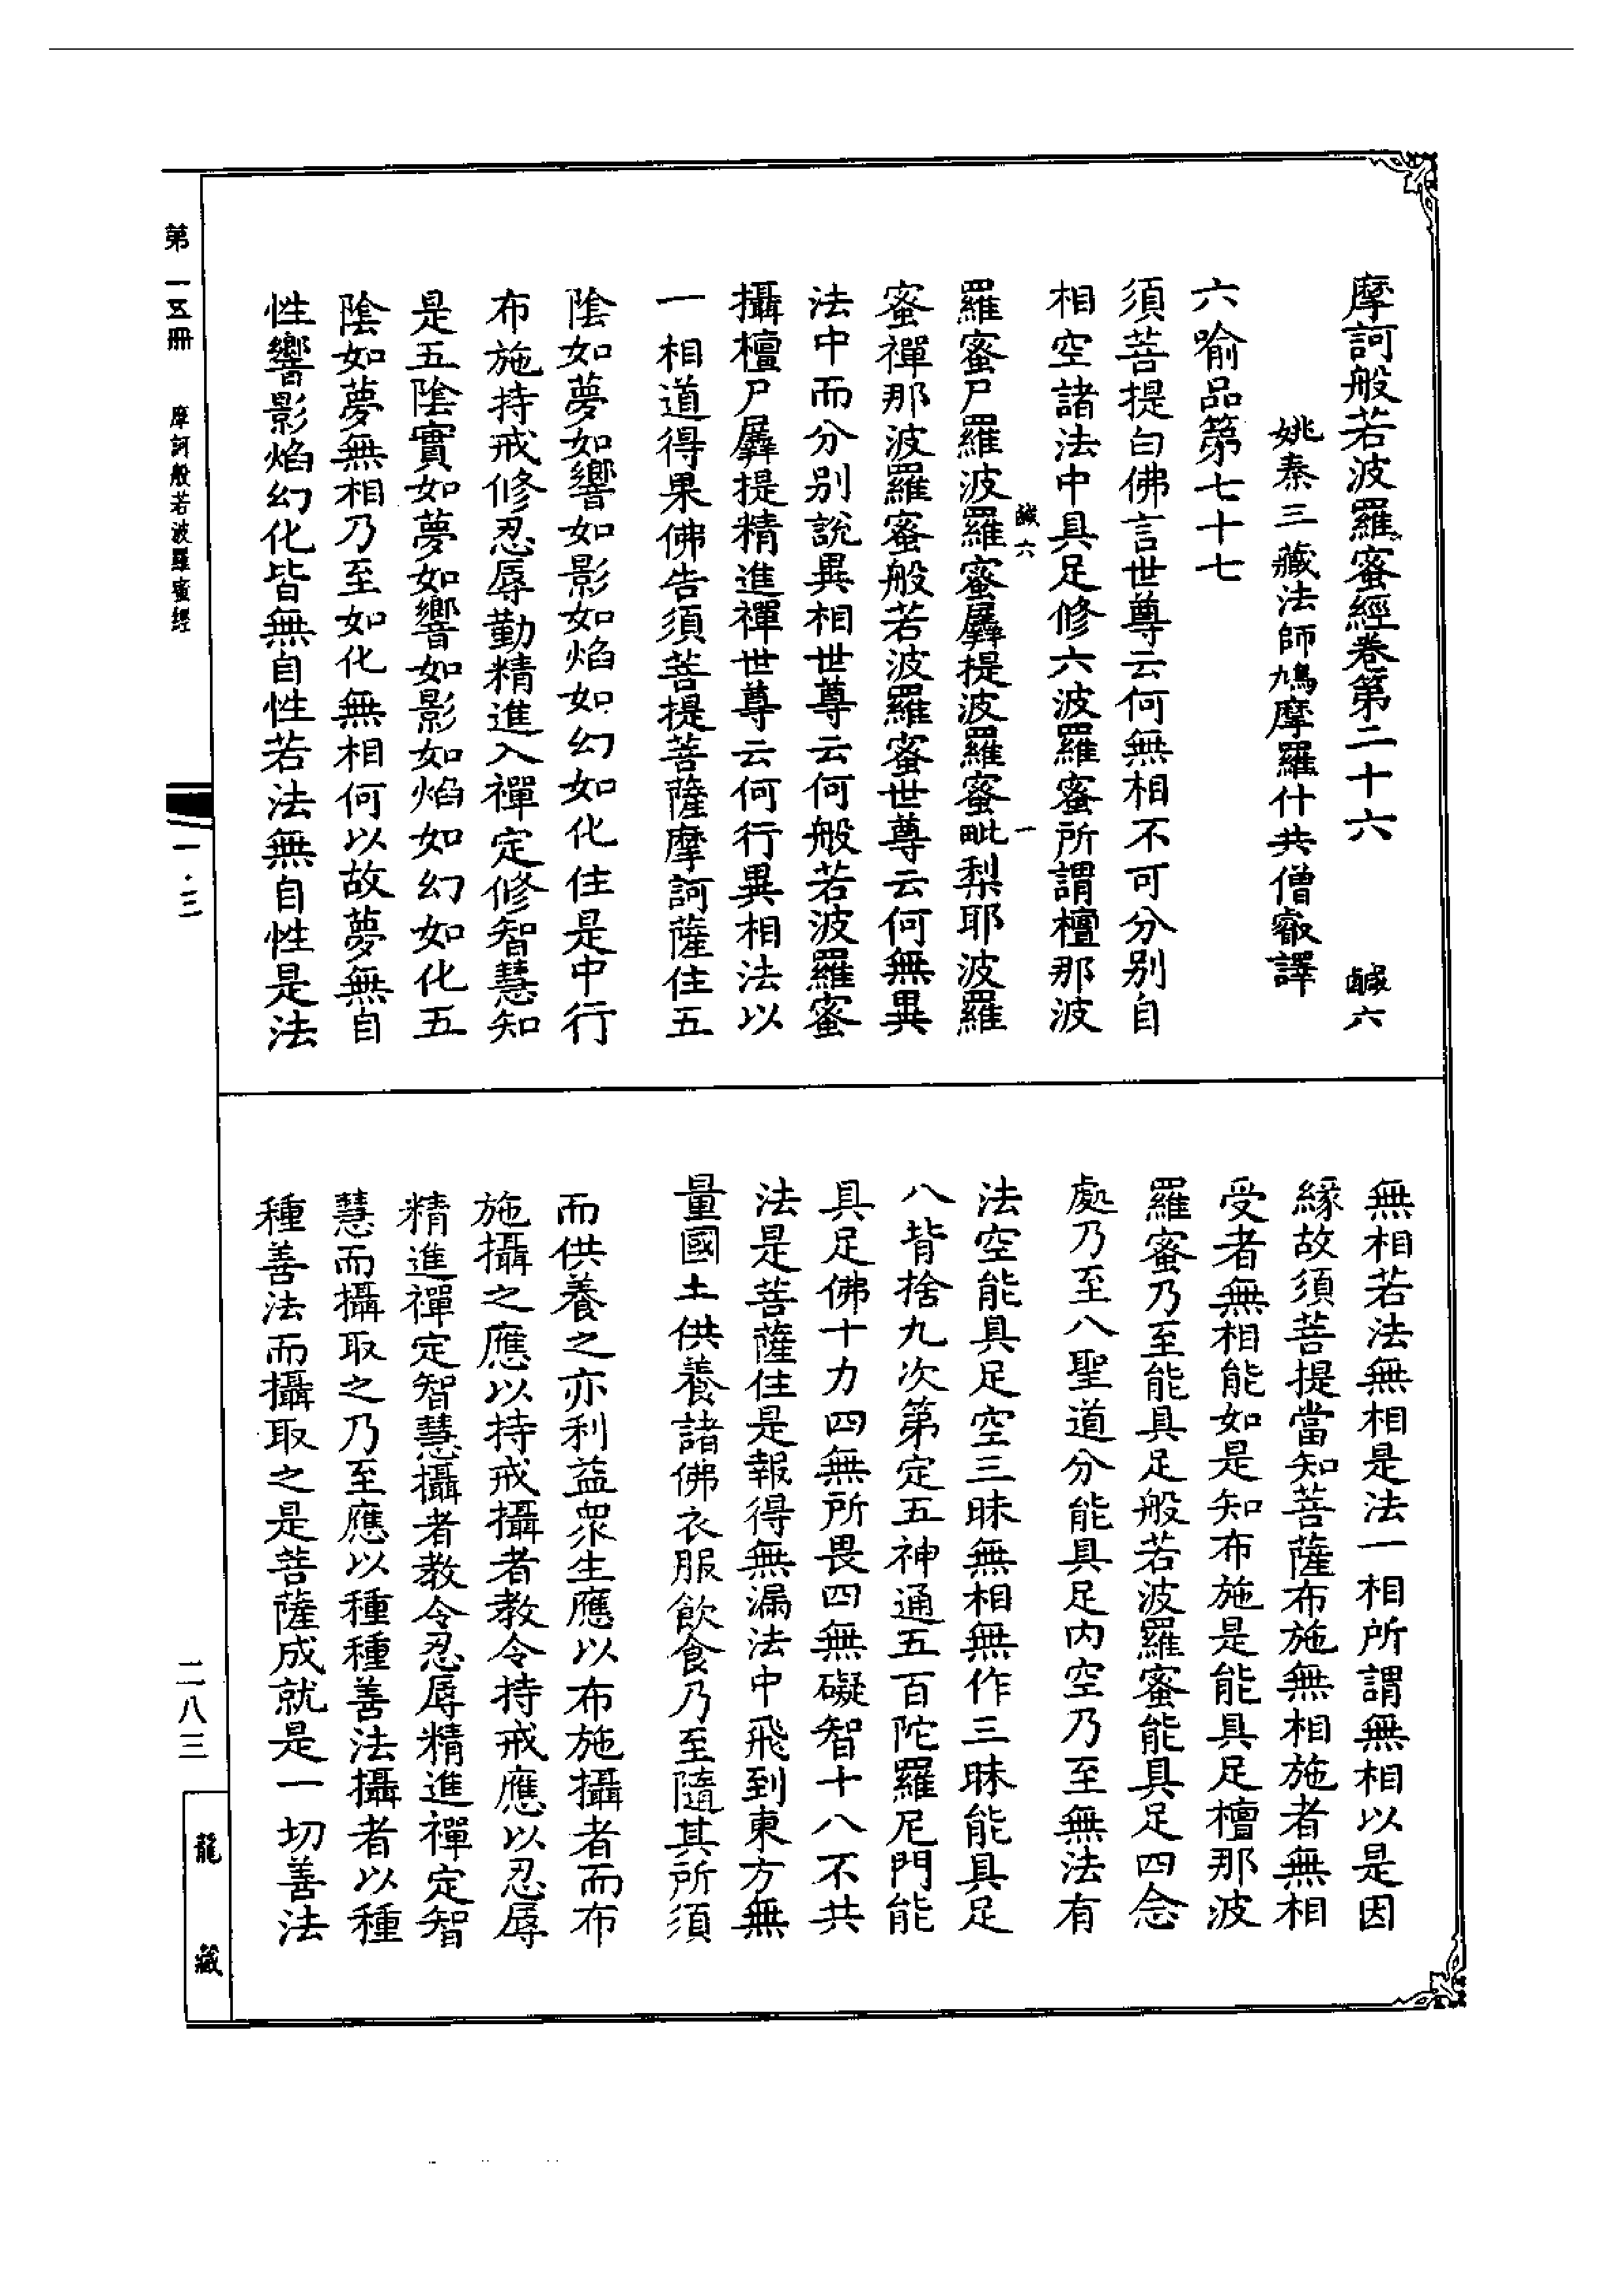 摩訶般若波羅蜜經卷第二十六　鹹六
姚秦三藏法師鳩摩羅什共僧叡譯
六喻品第七十七
須菩提白佛言世尊云何無相不可分別自
相空諸法中具足修六波羅蜜所謂檀那波
鹹六　一
羅蜜尸羅波羅蜜羼提波羅蜜毗梨耶波羅
蜜禪那波羅蜜般若波羅蜜世尊云何無異
法中而分別說異相世尊云何般若波羅蜜
攝檀尸羼提精進禪世尊云何行異相法以
一相道得果佛告須菩提菩薩摩訶薩住五
陰如夢如響如影如焰如幻如化住是中行
布施持戒修忍辱勤精進入禪定修智慧知
是五陰實如夢如響如影如焰如幻如化五
陰如夢無相乃至如化無相何以故夢無自
性響影焰幻化皆無自性若法無自性是法
無相若法無相是法一相所謂無相以是因
緣故須菩提當知菩薩布施無相施者無相
受者無相能如是知布施是能具足檀那波
羅蜜乃至能具足般若波羅蜜能具足四念
處乃至八聖道分能具足內空乃至無法有
法空能具足空三昧無相無作三昧能具足
八背捨九次第定五神通五百陀羅尼門能
具足佛十力四無所畏四無礙智十八不共
法是菩薩住是報得無漏法中飛到東方無
量國土供養諸佛衣服飲食乃至隨其所須
而供養之亦利益眾生應以布施攝者而布
施攝之應以持戒攝者教令持戒應以忍辱
精進禪定智慧攝者教令忍辱精進禪定智
慧而攝取之乃至應以種種善法攝者以種
種善法而攝取之是菩薩成就是一切善法
第一五冊　摩訶般若波羅蜜經　一·三　二八三　龍藏